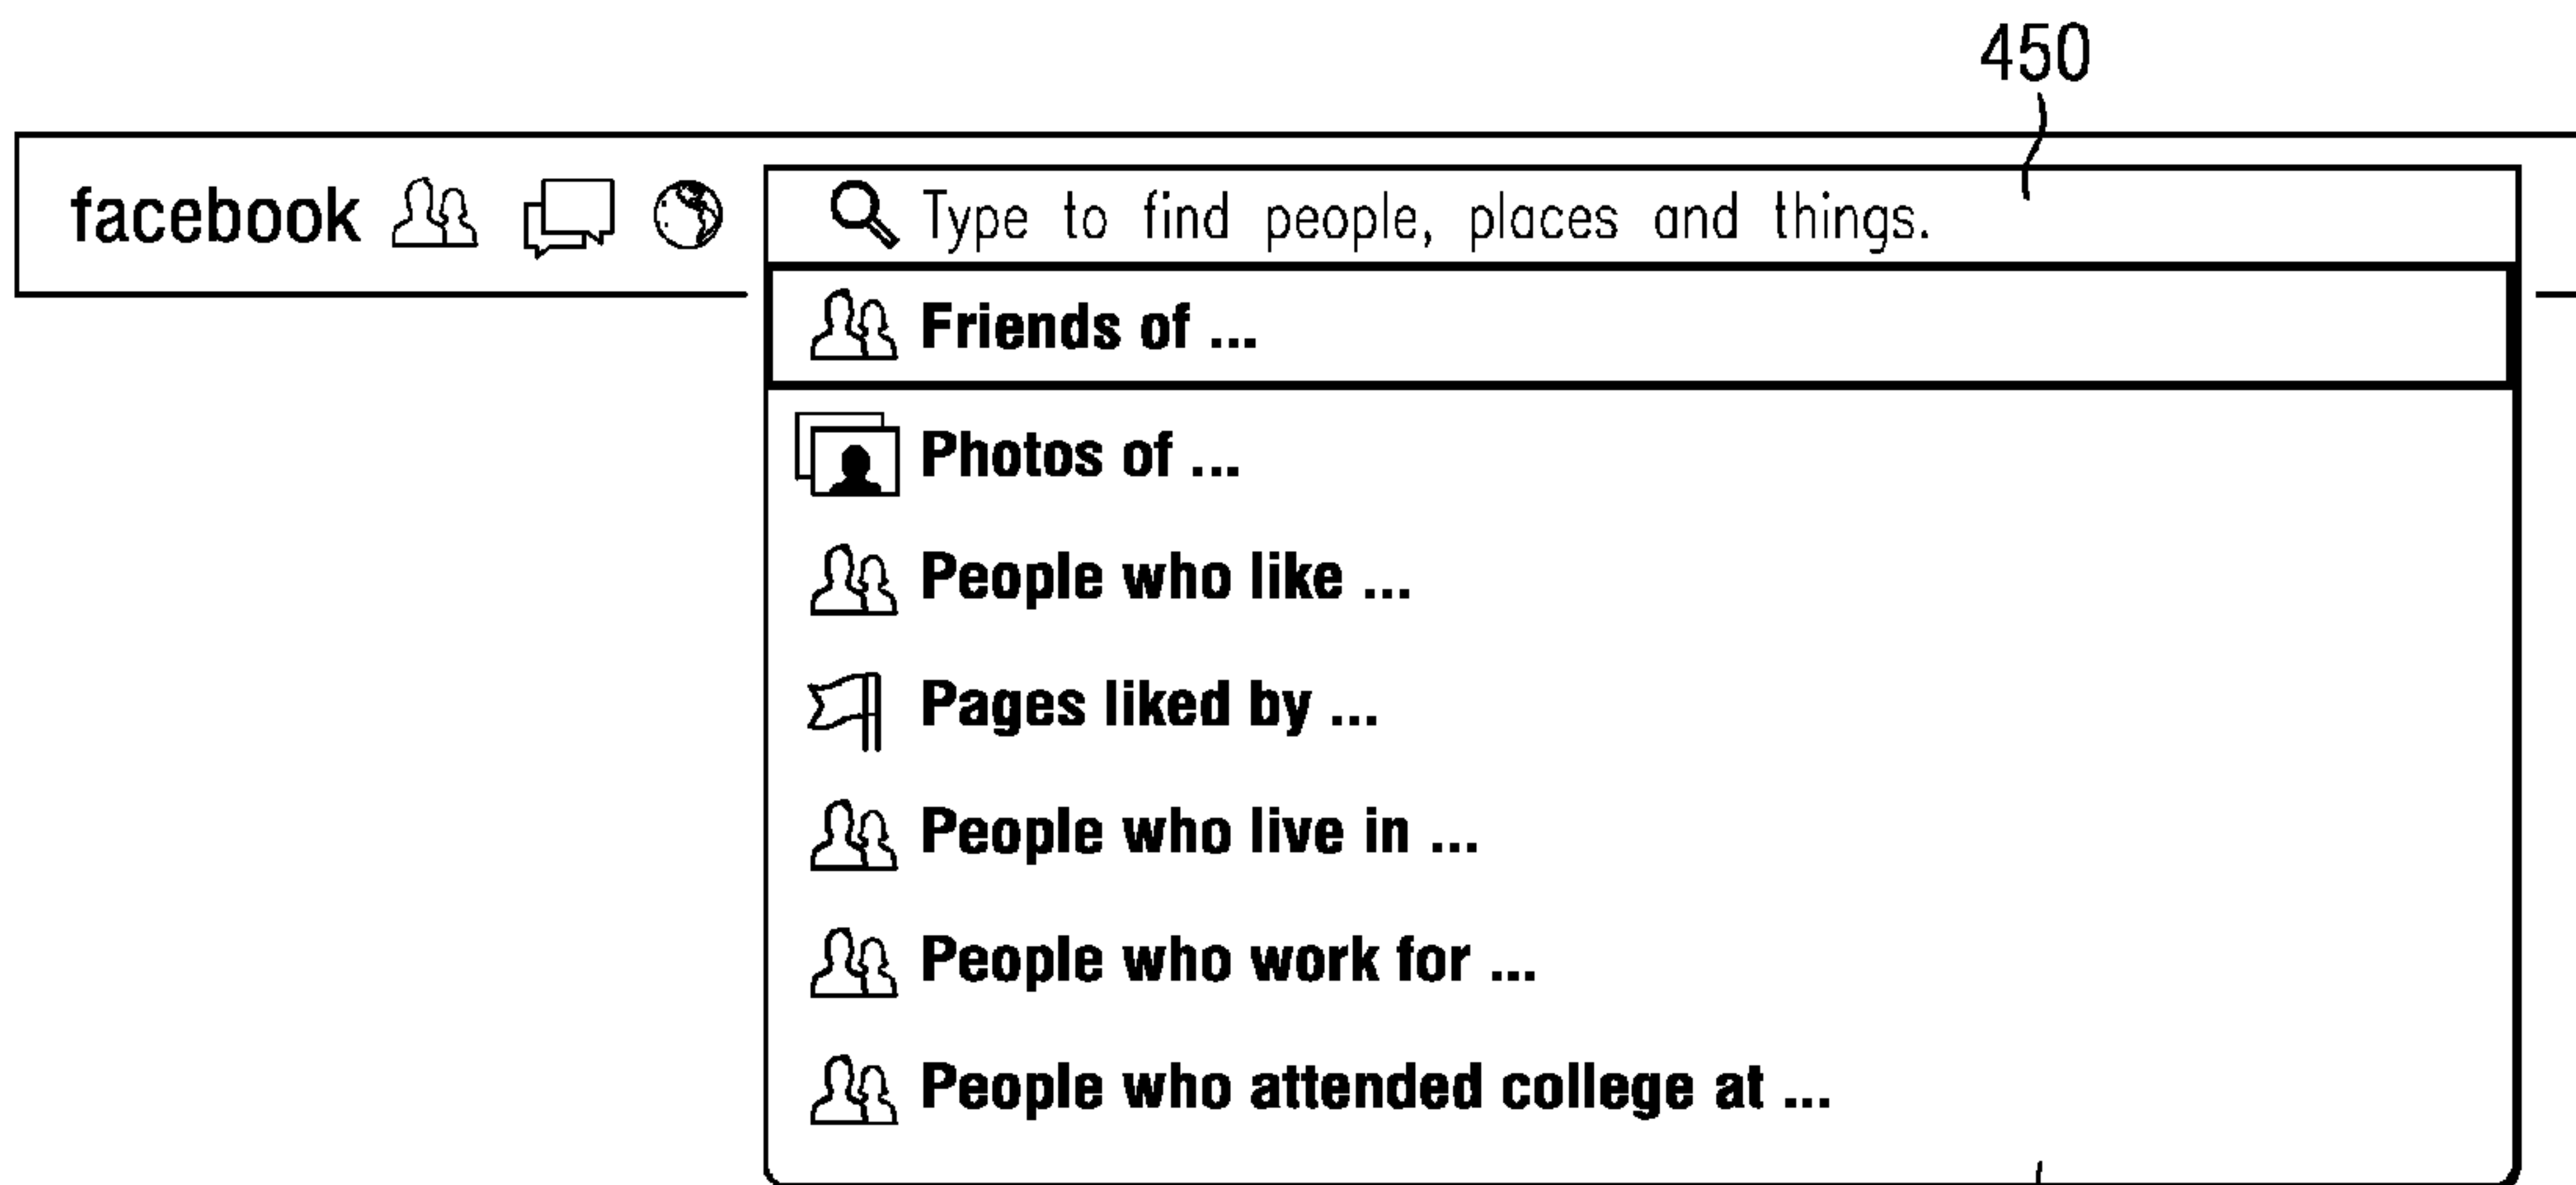 450
facebook Type to find people, places and things.
Friends of ...
Photos of ...
People who like ...
Pages liked by ...
People who live in ...
People who work for ...
People who attended college at ...